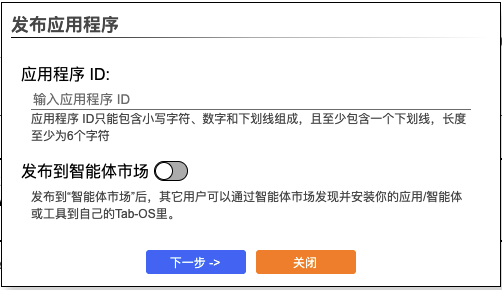 发布应用程序
应用程序 ID:
输入应用程序 ID
应用程序 ID只能包含小写字符、数字和下划线组成，且至少包含一个下划线，长度
至少为6个字符
发布到智能体市场
发布到“智能体市场”后，其它用户可以通过智能体市场发现并安装你的应用/智能体
或工具到自己的Tab-OS里。
下一步 ->
关闭